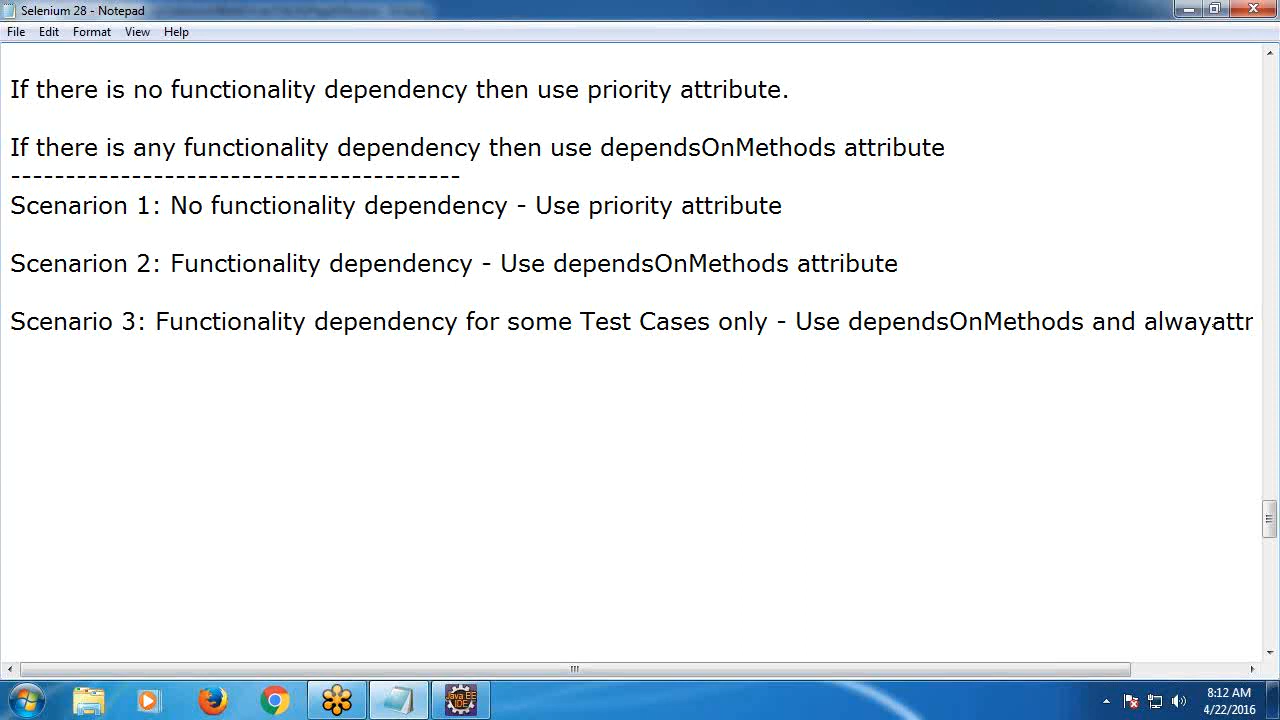 Selenium 28 - Notepad
File Edit Format View Help
If there is no functionality dependency then use priority attribute.
If there is any functionality dependency then use dependsOnMethods attribute
-----------------------------------------
Scenarion 1: No functionality dependency - Use priority attribute
Scenarion 2: Functionality dependency - Use dependsOnMethods attribute
Scenario 3: Functionality dependency for some Test Cases only - Use dependsOnMethods and alwayattr
Java EE
IDE
8:12 AM
4/22/2016